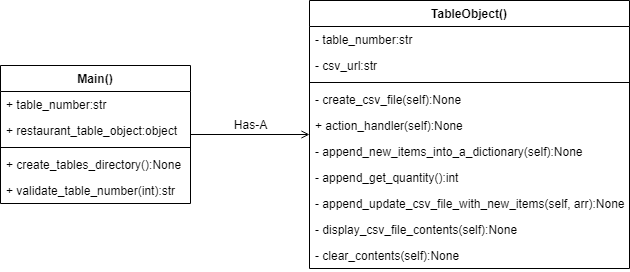 Main()
+ table_number:str
+ restaurant_table_object:object
+ create_tables_directory():None
+ validate_table_number(int):str
Has-A
TableObject()
- table_number:str
- csv_url:str
- create_csv_file(self):None
+ action_handler(self):None
- append_new_items_into_a_dictionary(self):None
- append_get_quantity():int
- append_update_csv_file_with_new_items(self, arr):None
- display_csv_file_contents(self):None
- clear_contents(self):None